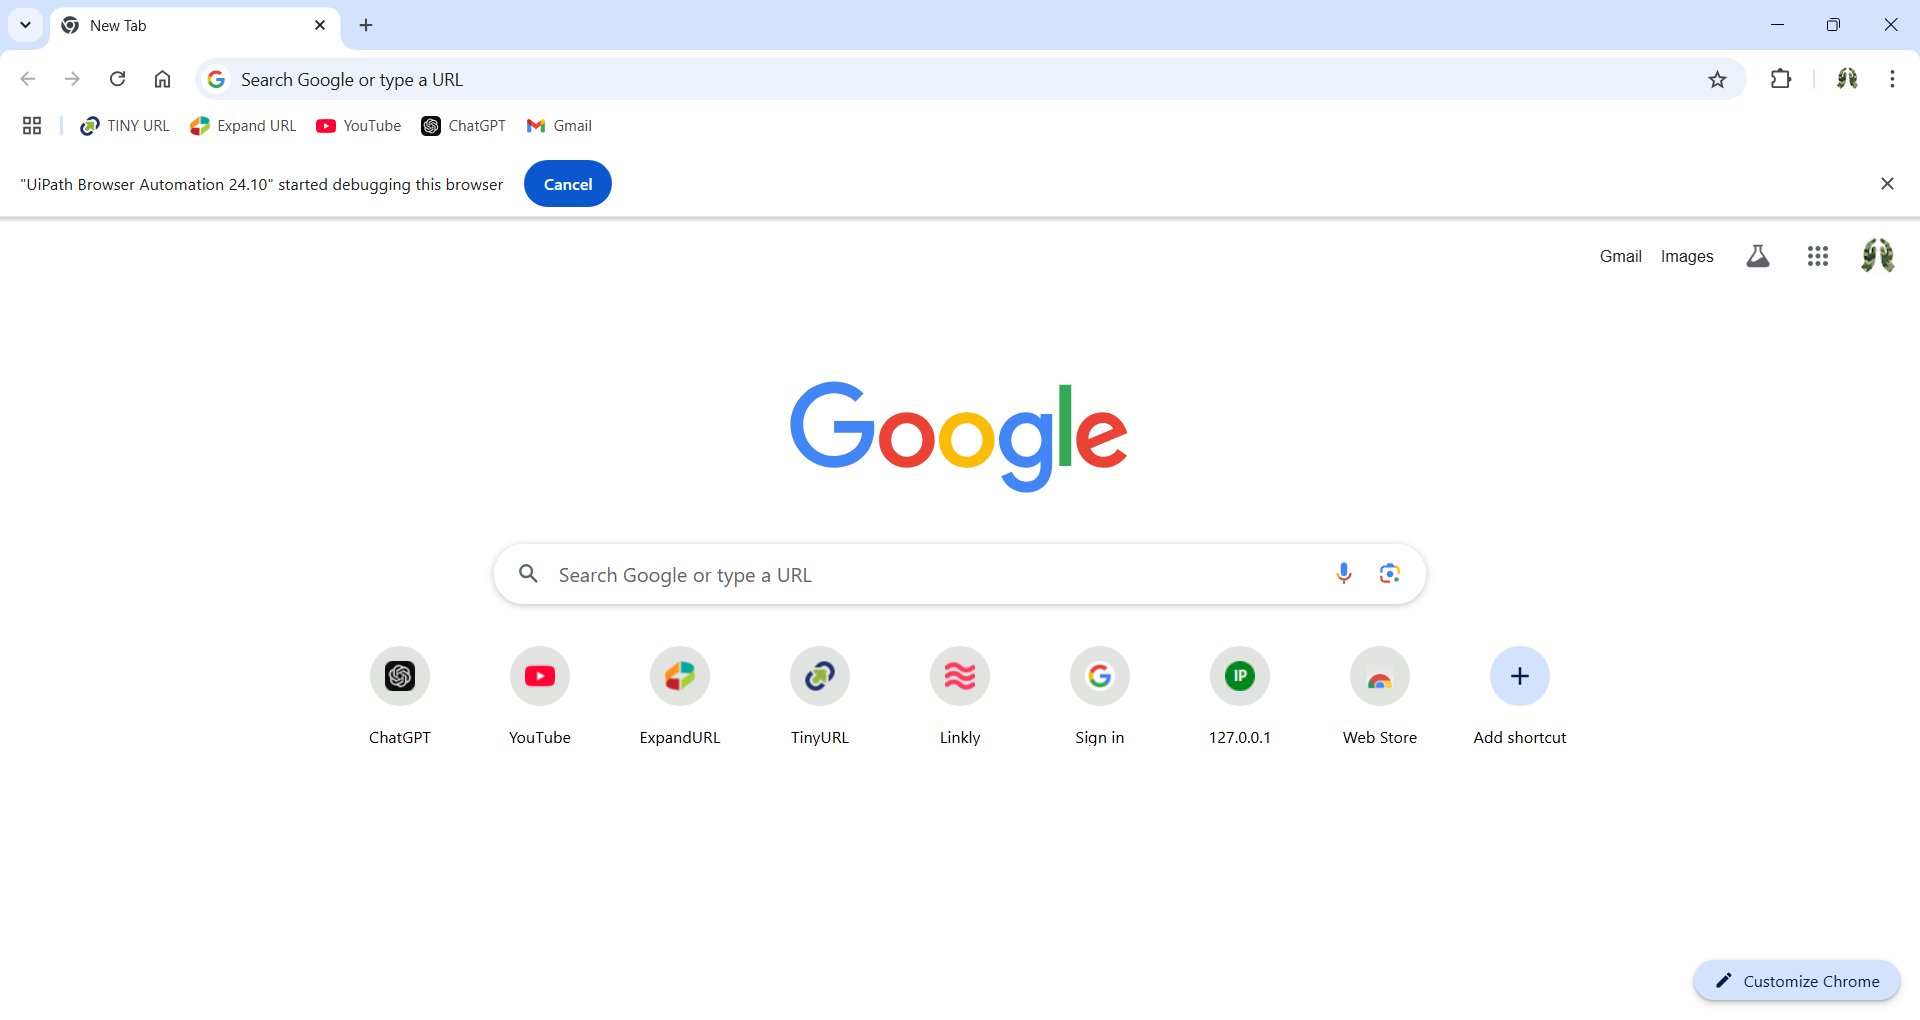 New Tab
Search Google or type a URL
TINY URL Expand URL YouTube ChatGPT Gmail
"UiPath Browser Automation 24.10" started debugging this browser Cancel
Gmail Images
Google
Search Google or type a URL
ChatGPT YouTube ExpandURL TinyURL Linkly Sign in IP 127.0.0.1 Web Store Add shortcut
Customize Chrome